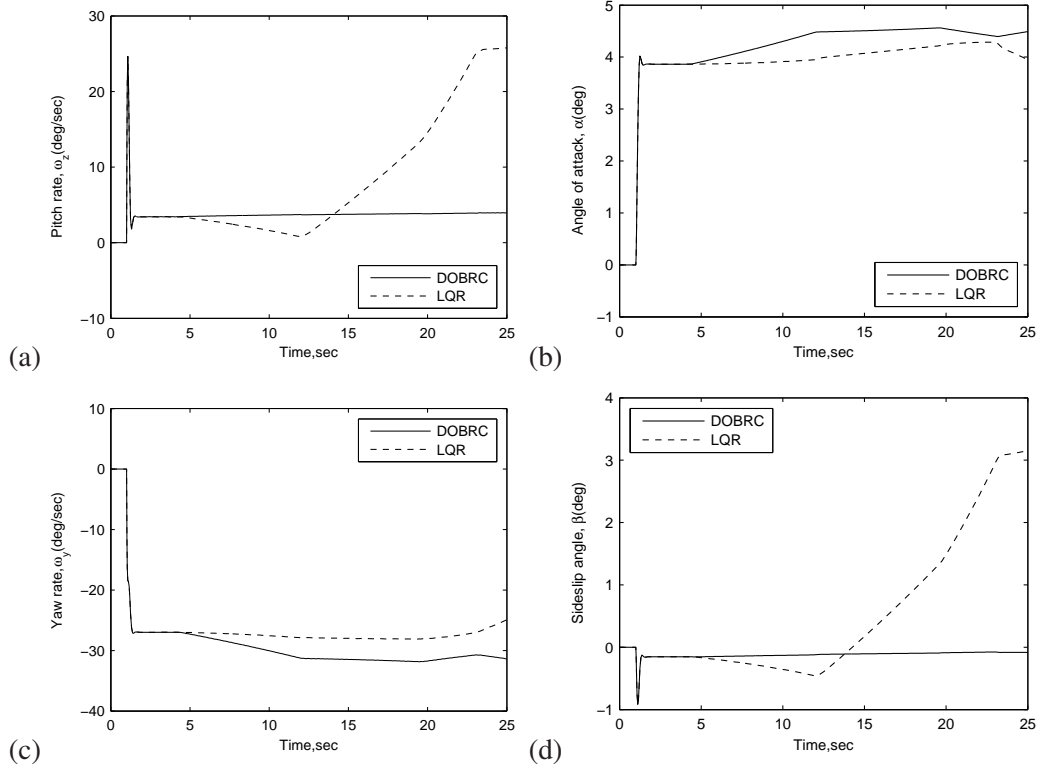 30
20
10
0
−10
Pitch rate, ω_z(deg/sec)
DOBRC
LQR
0 5 10 15 20 25
Time,sec
(a)
5
4
3
2
1
0
−1
Angle of attack, α(deg)
DOBRC
LQR
0 5 10 15 20 25
Time,sec
(b)
10
0
−10
−20
−30
−40
Yaw rate,ω_y(deg/sec)
DOBRC
LQR
0 5 10 15 20 25
Time,sec
(c)
4
3
2
1
0
−1
Sideslip angle, β(deg)
DOBRC
LQR
0 5 10 15 20 25
Time,sec
(d)